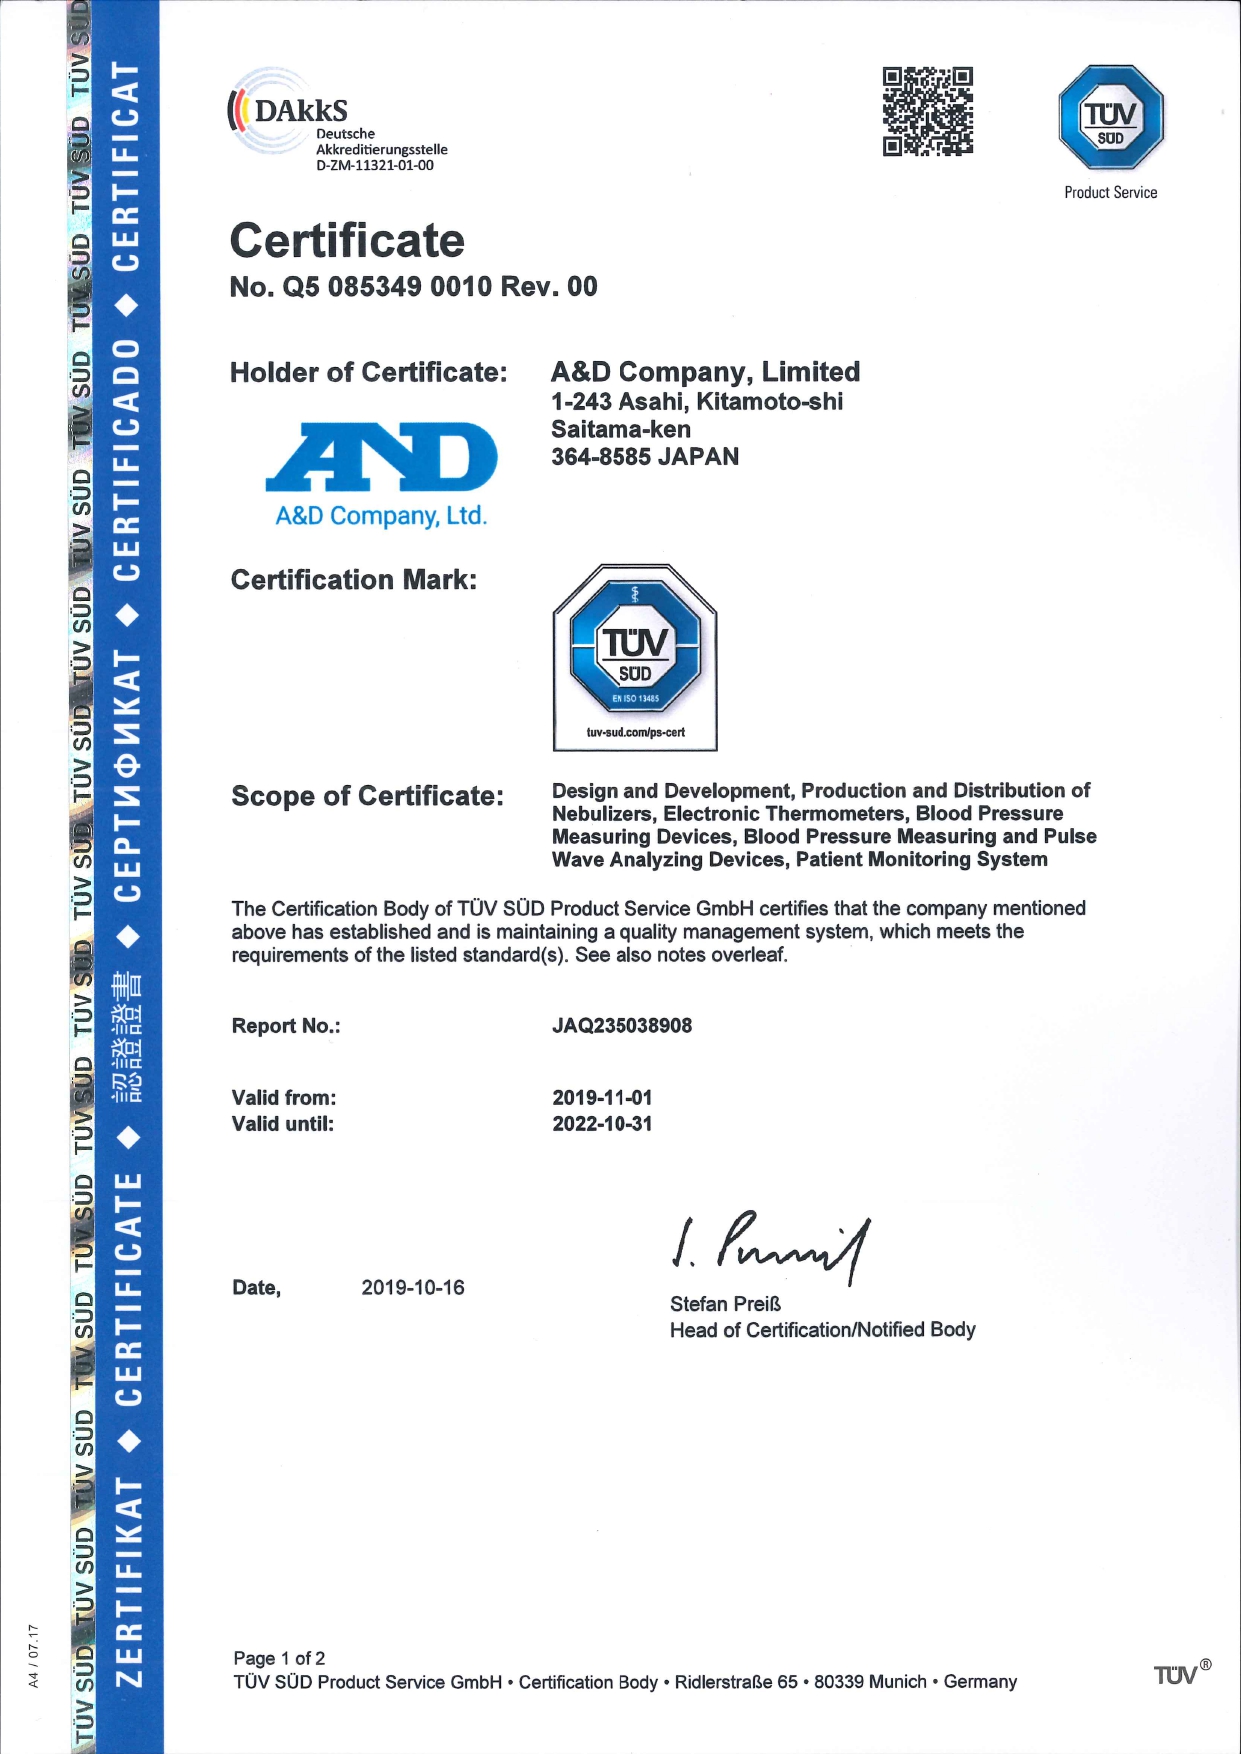 DAkkS
Deutsche
Akkreditierungsstelle
D-ZM-11321-01-00
TÜV
SÜD
Product Service
Certificate
No. Q5 085349 0010 Rev. 00
Holder of Certificate:
A&D Company, Limited
1-243 Asahi, Kitamoto-shi
Saitama-ken
364-8585 JAPAN
AND
A&D Company, Ltd.
Certification Mark:
TÜV
SÜD
EN ISO 13485
tuv-sud.com/ps-cert
Scope of Certificate:
Design and Development, Production and Distribution of
Nebulizers, Electronic Thermometers, Blood Pressure
Measuring Devices, Blood Pressure Measuring and Pulse
Wave Analyzing Devices, Patient Monitoring System
The Certification Body of TÜV SÜD Product Service GmbH certifies that the company mentioned
above has established and is maintaining a quality management system, which meets the
requirements of the listed standard(s). See also notes overleaf.
Report No.: JAQ235038908
Valid from: 2019-11-01
Valid until: 2022-10-31
Date, 2019-10-16
Stefan Preiß
Head of Certification/Notified Body
Page 1 of 2
TÜV SÜD Product Service GmbH • Certification Body • Ridlerstraße 65 • 80339 Munich • Germany
TÜV®
A4 / 07.17
ZERTIFIKAT ◆ CERTIFICATE ◆ 認證證書 ◆ СЕРТИФИКАТ ◆ CERTIFICADO ◆ CERTIFICAT
TÜV SÜD TÜV SÜD TÜV SÜD TÜV SÜD TÜV SÜD TÜV SÜD TÜV SÜD TÜV SÜD TÜV SÜD TÜV SÜD TÜV SÜD TÜV SÜD TÜV SÜD TÜV SÜD TÜV SÜD